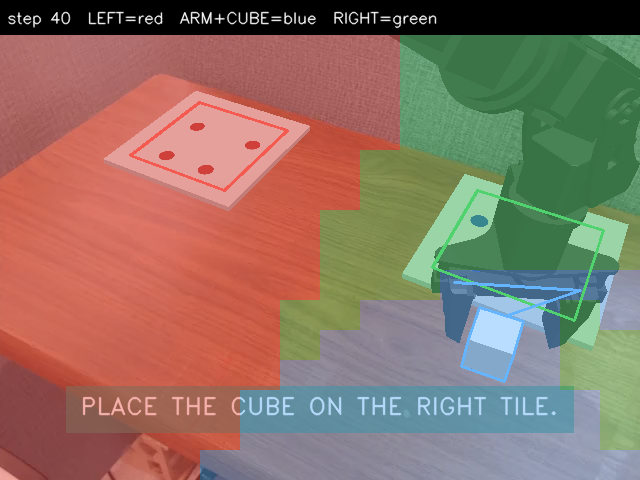 step 40 LEFT=red ARM+CUBE=blue RIGHT=green
PLACE THE CUBE ON THE RIGHT TILE.